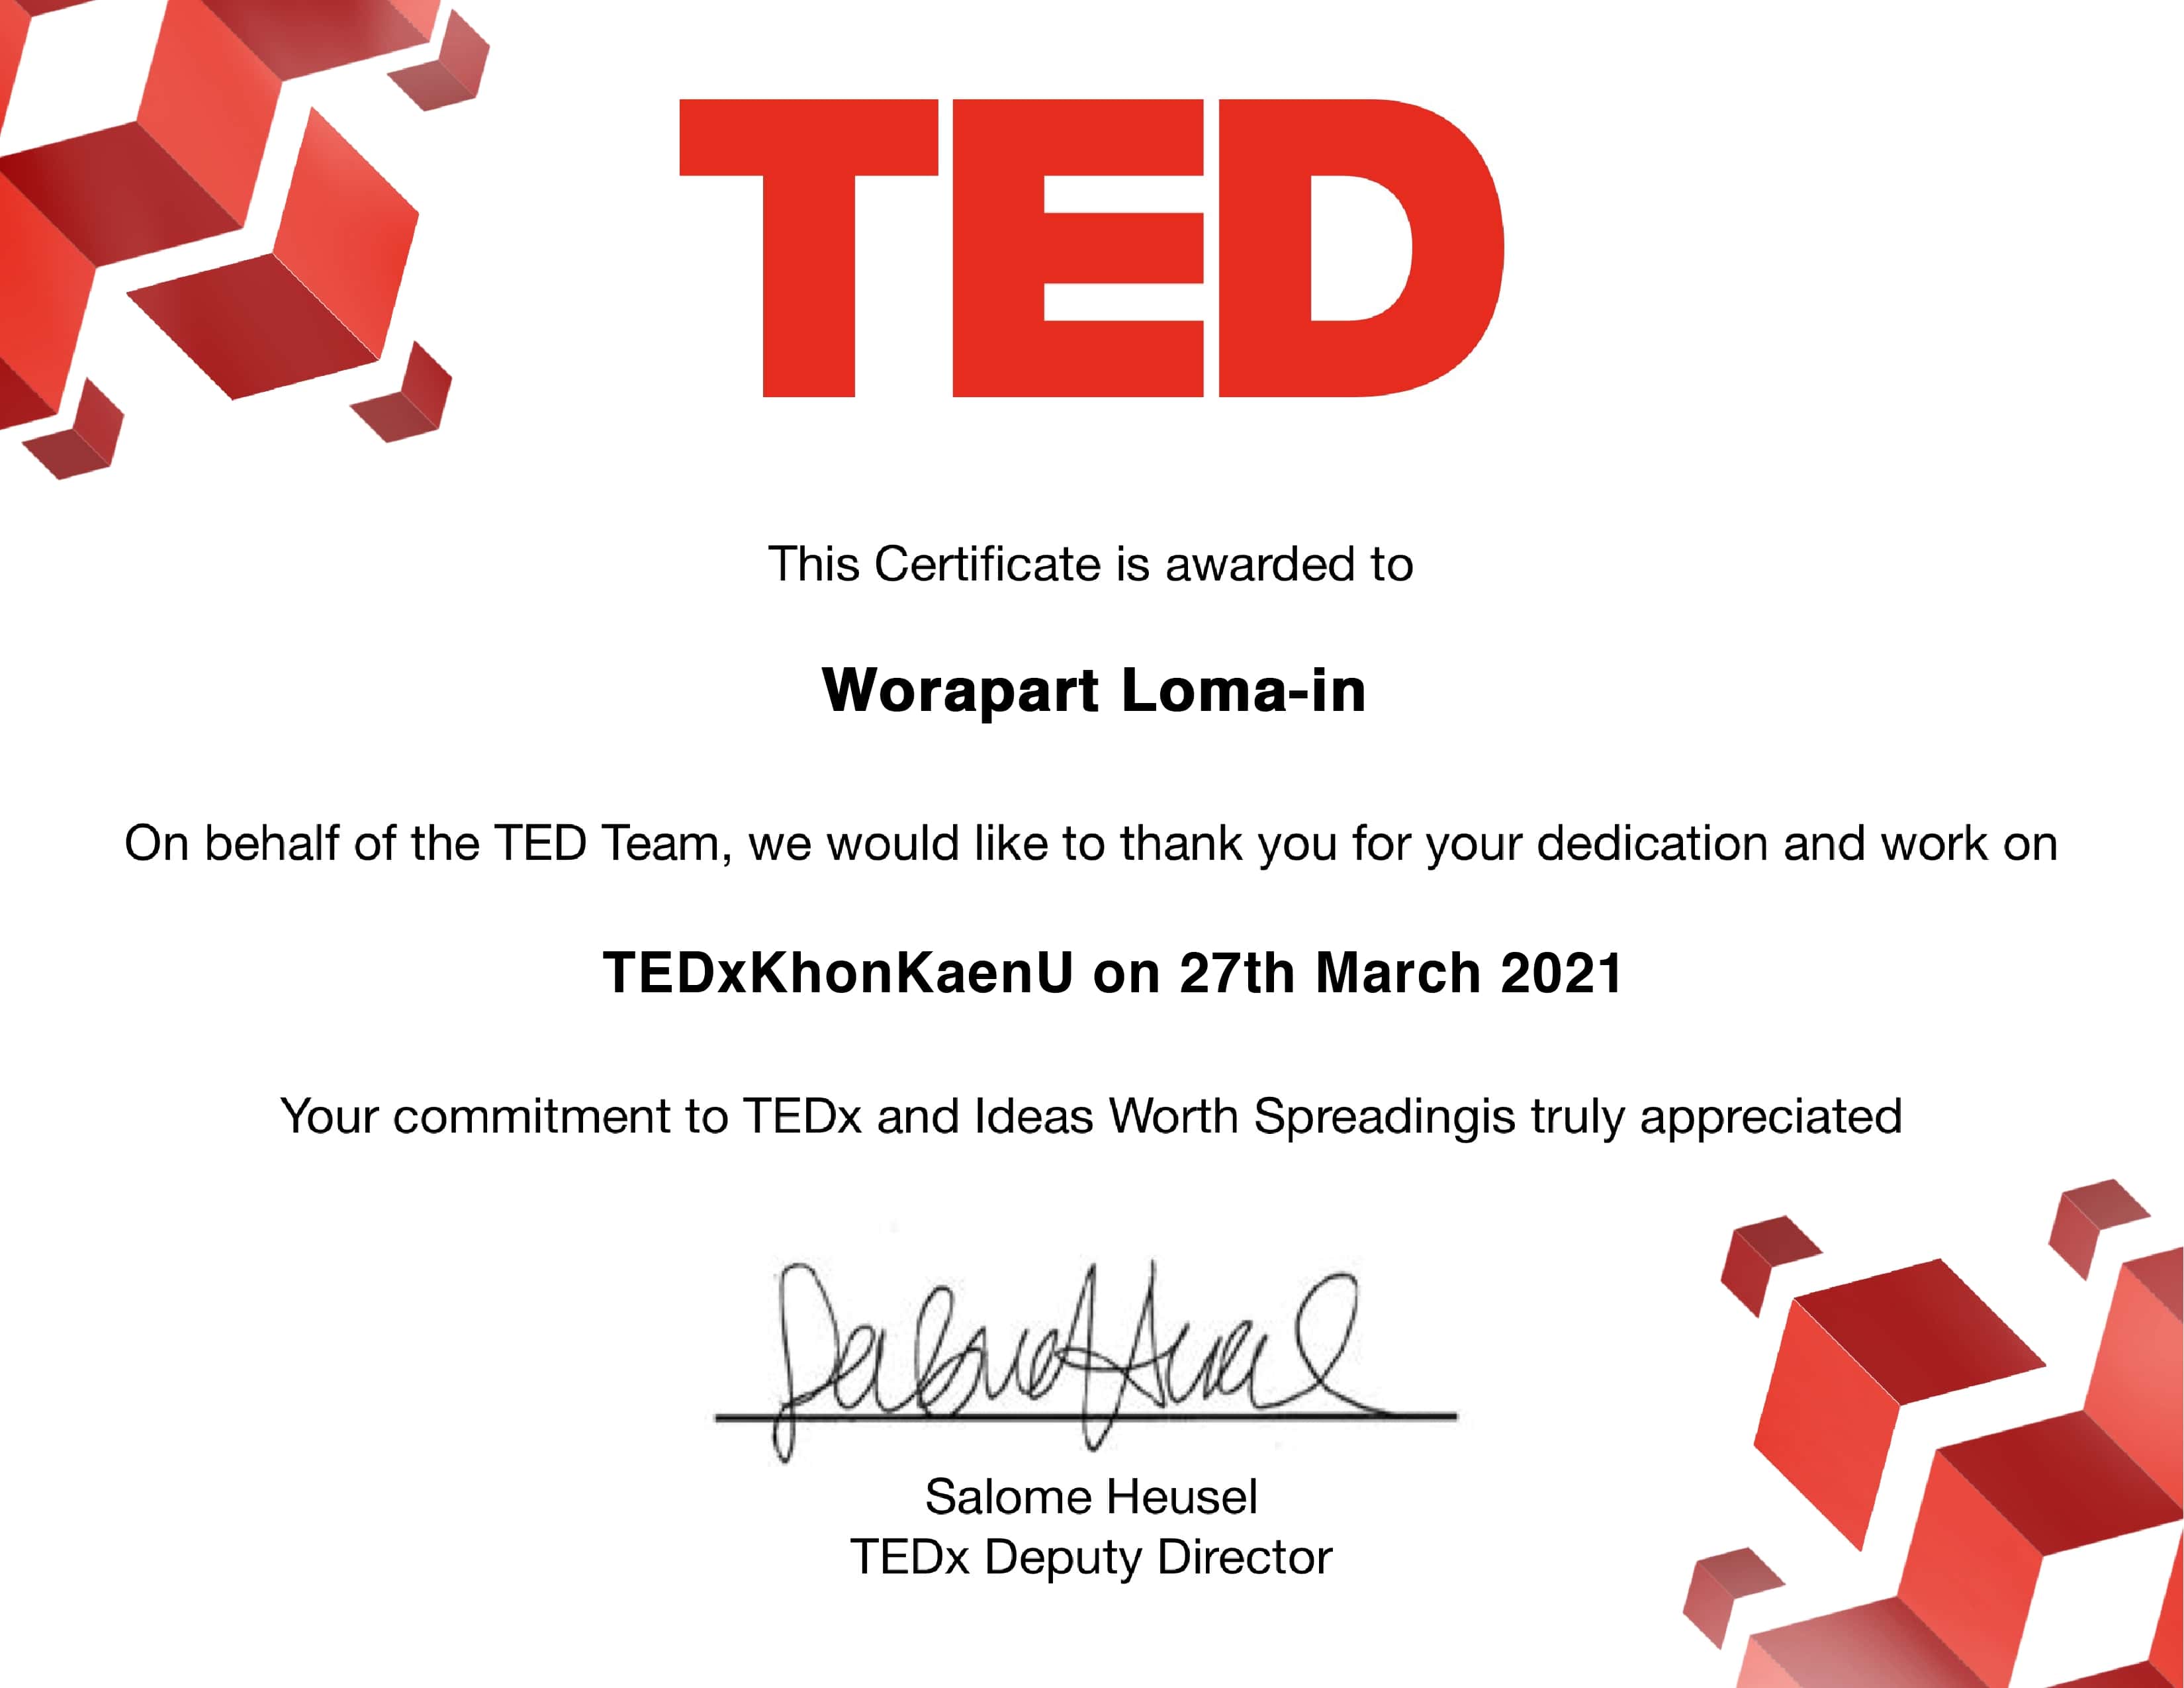 TED
This Certificate is awarded to
Worapart Loma-in
On behalf of the TED Team, we would like to thank you for your dedication and work on
TEDxKhonKaenU on 27th March 2021
Your commitment to TEDx and Ideas Worth Spreadingis truly appreciated
Salome Heusel
Salome Heusel
TEDx Deputy Director